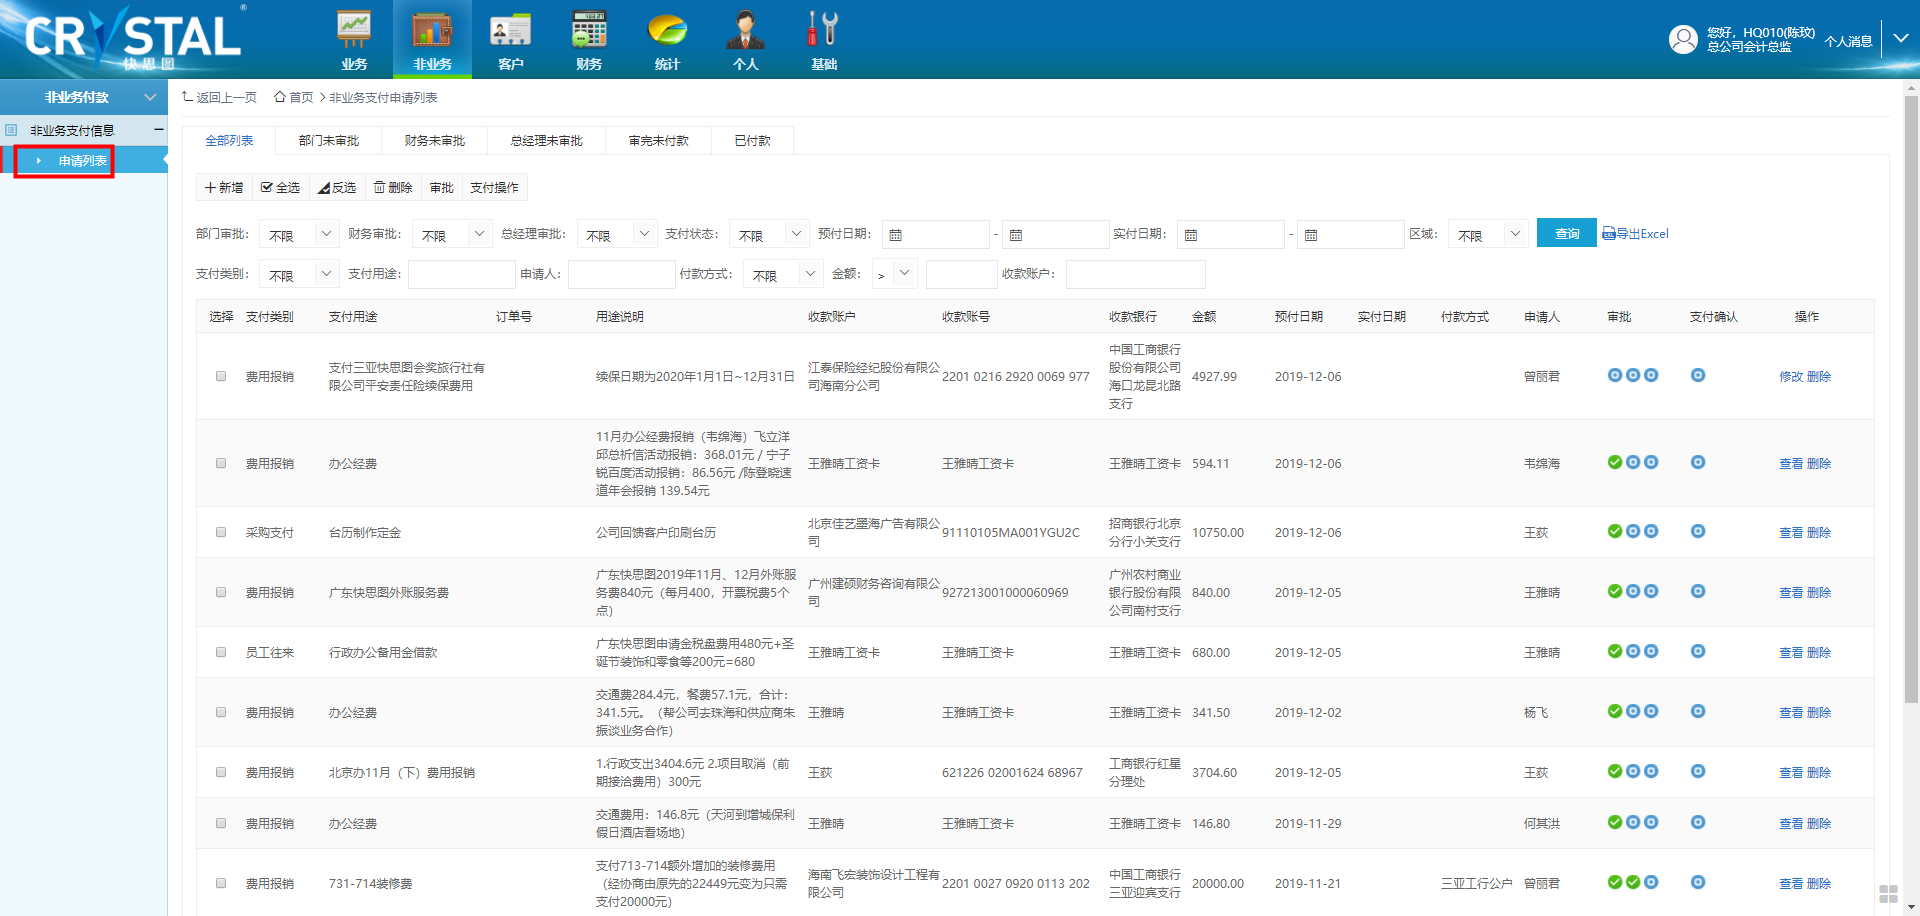 CRYSTAL ®
快思图
业务 非业务 客户 财务 统计 个人 基础
您好，HQ010(陈玟)
总公司会计总监
个人消息
非业务付款
返回上一页 首页 > 非业务支付申请列表
非业务支付信息
申请列表
全部列表 部门未审批 财务未审批 总经理未审批 审完未付款 已付款
新增 全选 反选 删除 审批 支付操作
部门审批: 不限 财务审批: 不限 总经理审批: 不限 支付状态: 不限 预付日期: - 实付日期: - 区域: 不限 查询 导出Excel
支付类别: 不限 支付用途: 申请人: 付款方式: 不限 金额: > 收款账户:
选择 支付类别 支付用途 订单号 用途说明 收款账户 收款账号 收款银行 金额 预付日期 实付日期 付款方式 申请人 审批 支付确认 操作
费用报销
支付三亚快思图会奖旅行社有
限公司平安责任险续保费用
续保日期为2020年1月1日~12月31日
江泰保险经纪股份有限公
司海南分公司
2201 0216 2920 0069 977
中国工商银行
股份有限公司
海口龙昆北路
支行
4927.99 2019-12-06 曾丽君 修改 删除
费用报销 办公经费
11月办公经费报销（韦绵海）飞立洋
邱总祈信活动报销：368.01元 / 宁子
锐百度活动报销：86.56元 /陈登晓速
道年会报销 139.54元
王雅晴工资卡 王雅晴工资卡 王雅晴工资卡 594.11 2019-12-06 韦绵海 查看 删除
采购支付 台历制作定金 公司回馈客户印刷台历
北京佳艺墨海广告有限公
司
91110105MA001YGU2C
招商银行北京
分行小关支行
10750.00 2019-12-06 王荻 查看 删除
费用报销 广东快思图外账服务费
广东快思图2019年11月、12月外账服
务费840元（每月400，开票税费5个
点）
广州建硕财务咨询有限公
司
927213001000060969
广州农村商业
银行股份有限
公司南村支行
840.00 2019-12-05 王雅晴 查看 删除
员工往来 行政办公备用金借款
广东快思图申请金税盘费用480元+圣
诞节装饰和零食等200元=680
王雅晴工资卡 王雅晴工资卡 王雅晴工资卡 680.00 2019-12-05 王雅晴 查看 删除
费用报销 办公经费
交通费284.4元，餐费57.1元，合计：
341.5元。（帮公司去珠海和供应商朱
振谈业务合作）
王雅晴 王雅晴工资卡 王雅晴工资卡 341.50 2019-12-02 杨飞 查看 删除
费用报销 北京办11月（下）费用报销
1.行政支出3404.6元 2.项目取消（前
期接洽费用）300元
王荻 621226 02001624 68967
工商银行红星
分理处
3704.60 2019-12-05 王荻 查看 删除
费用报销 办公经费
交通费用：146.8元（天河到增城保利
假日酒店看场地）
王雅晴 王雅晴工资卡 王雅晴工资卡 146.80 2019-11-29 何其洪 查看 删除
费用报销 731-714装修费
支付713-714额外增加的装修费用
（经协商由原先的22449元变为只需
支付20000元）
海南飞宏装饰设计工程有
限公司
2201 0027 0920 0113 202
中国工商银行
三亚迎宾支行
20000.00 2019-11-21 三亚工行公户 曾丽君 查看 删除